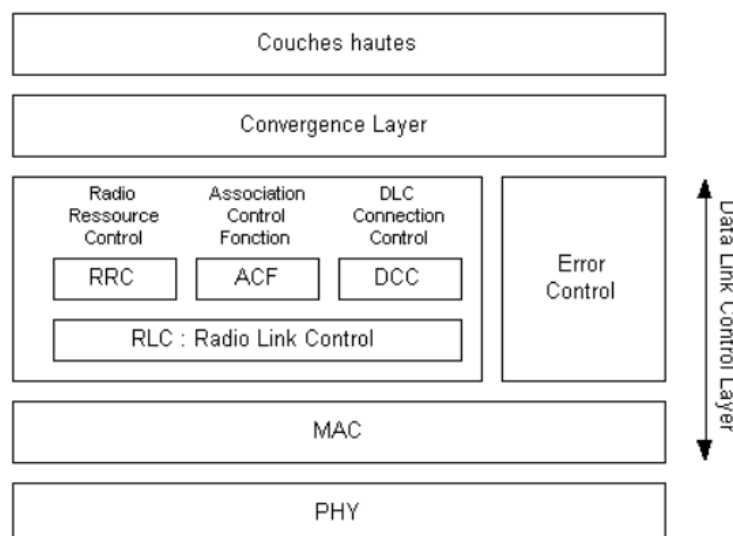 Couches hautes
Convergence Layer
Radio
Ressource
Control
Association
Control
Fonction
DLC
Connection
Control
RRC
ACF
DCC
RLC : Radio Link Control
Error
Control
Data Link Control Layer
MAC
PHY